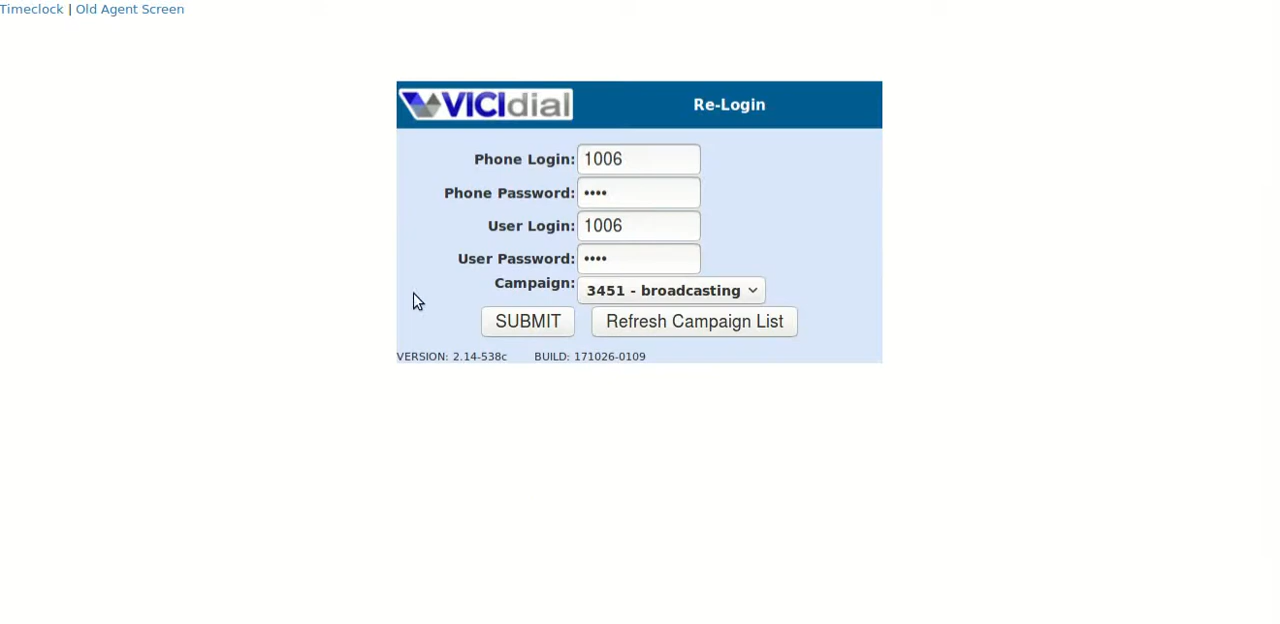 Timeclock | Old Agent Screen
VICIdial Re-Login
Phone Login: 1006
Phone Password: ••••
User Login: 1006
User Password: ••••
Campaign: 3451 - broadcasting
SUBMIT Refresh Campaign List
VERSION: 2.14-538c BUILD: 171026-0109